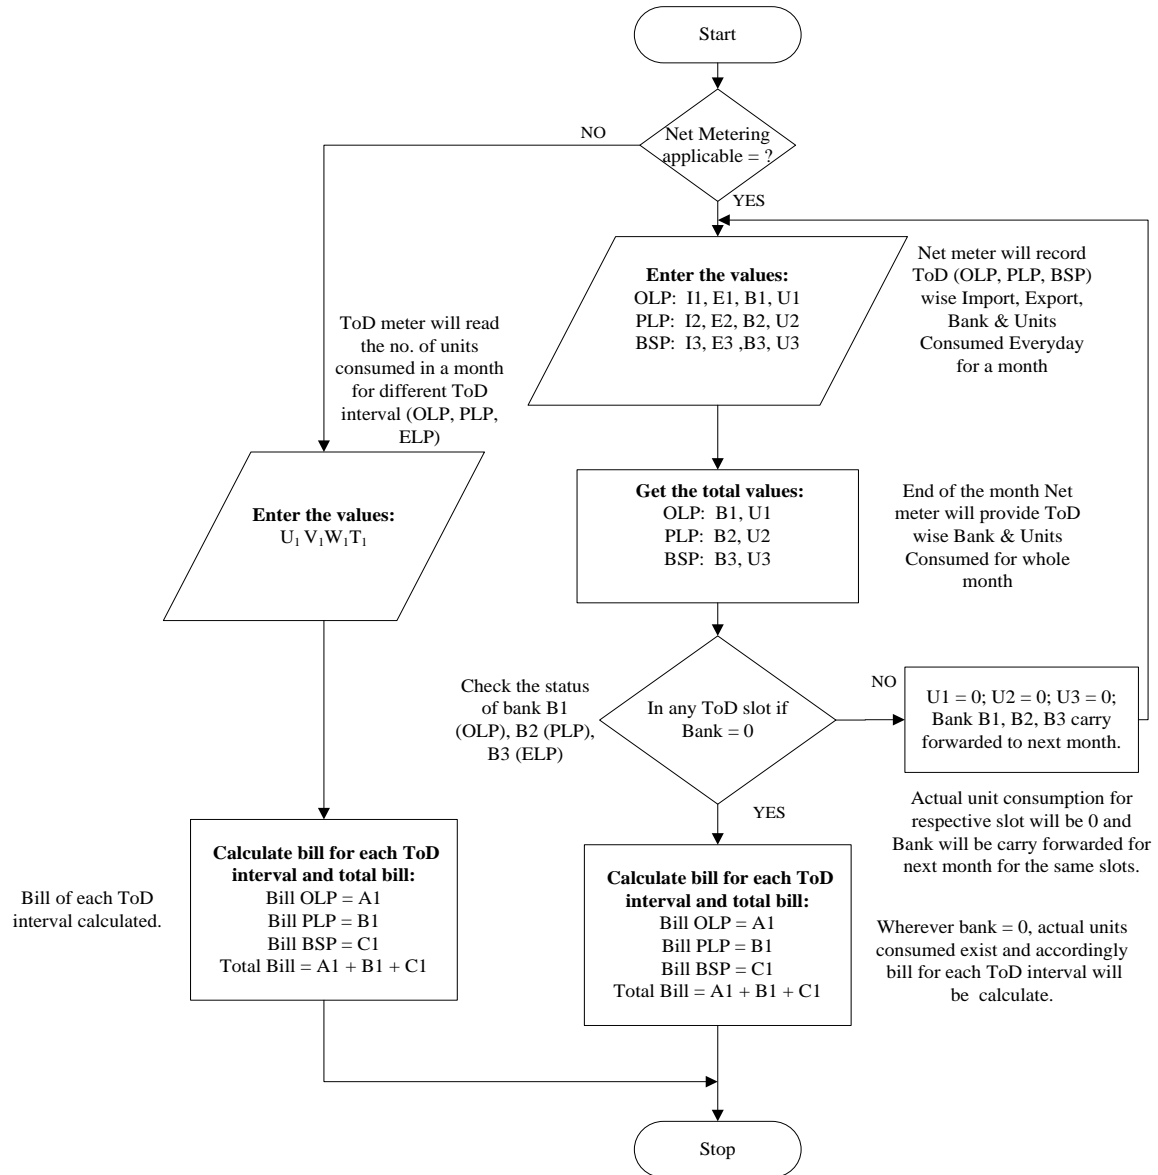 Start
Net Metering
applicable = ?
NO
YES
Enter the values:
OLP: I1, E1, B1, U1
PLP: I2, E2, B2, U2
BSP: I3, E3 ,B3, U3
Net meter will record
ToD (OLP, PLP, BSP)
wise Import, Export,
Bank & Units
Consumed Everyday
for a month
ToD meter will read
the no. of units
consumed in a month
for different ToD
interval (OLP, PLP,
ELP)
Enter the values:
U₁ V₁W₁T₁
Get the total values:
OLP: B1, U1
PLP: B2, U2
BSP: B3, U3
End of the month Net
meter will provide ToD
wise Bank & Units
Consumed for whole
month
Check the status
of bank B1
(OLP), B2 (PLP),
B3 (ELP)
In any ToD slot if
Bank = 0
NO
U1 = 0; U2 = 0; U3 = 0;
Bank B1, B2, B3 carry
forwarded to next month.
Actual unit consumption for
respective slot will be 0 and
Bank will be carry forwarded for
next month for the same slots.
YES
Bill of each ToD
interval calculated.
Calculate bill for each ToD
interval and total bill:
Bill OLP = A1
Bill PLP = B1
Bill BSP = C1
Total Bill = A1 + B1 + C1
Calculate bill for each ToD
interval and total bill:
Bill OLP = A1
Bill PLP = B1
Bill BSP = C1
Total Bill = A1 + B1 + C1
Wherever bank = 0, actual units
consumed exist and accordingly
bill for each ToD interval will
be calculate.
Stop